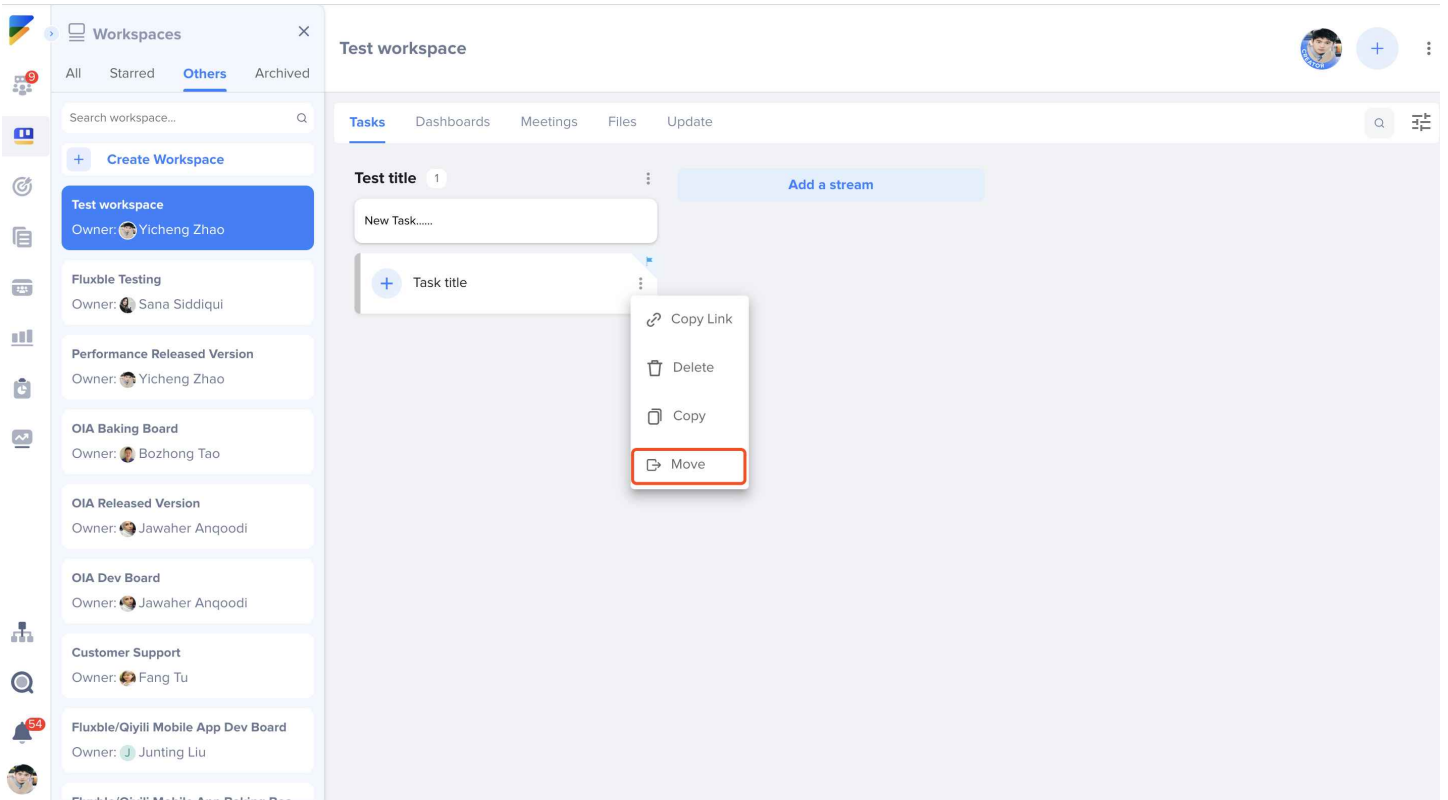 Workspaces
All Starred Others Archived
Search workspace...
Create Workspace
Test workspace
Owner: Yicheng Zhao
Fluxble Testing
Owner: Sana Siddiqui
Performance Released Version
Owner: Yicheng Zhao
OIA Baking Board
Owner: Bozhong Tao
OIA Released Version
Owner: Jawaher Anqoodi
OIA Dev Board
Owner: Jawaher Anqoodi
Customer Support
Owner: Fang Tu
Fluxble/Qiyili Mobile App Dev Board
Owner: J Junting Liu
9
54
Test workspace
CREATOR
Tasks Dashboards Meetings Files Update
Test title 1
Add a stream
New Task......
Task title
Copy Link
Delete
Copy
Move